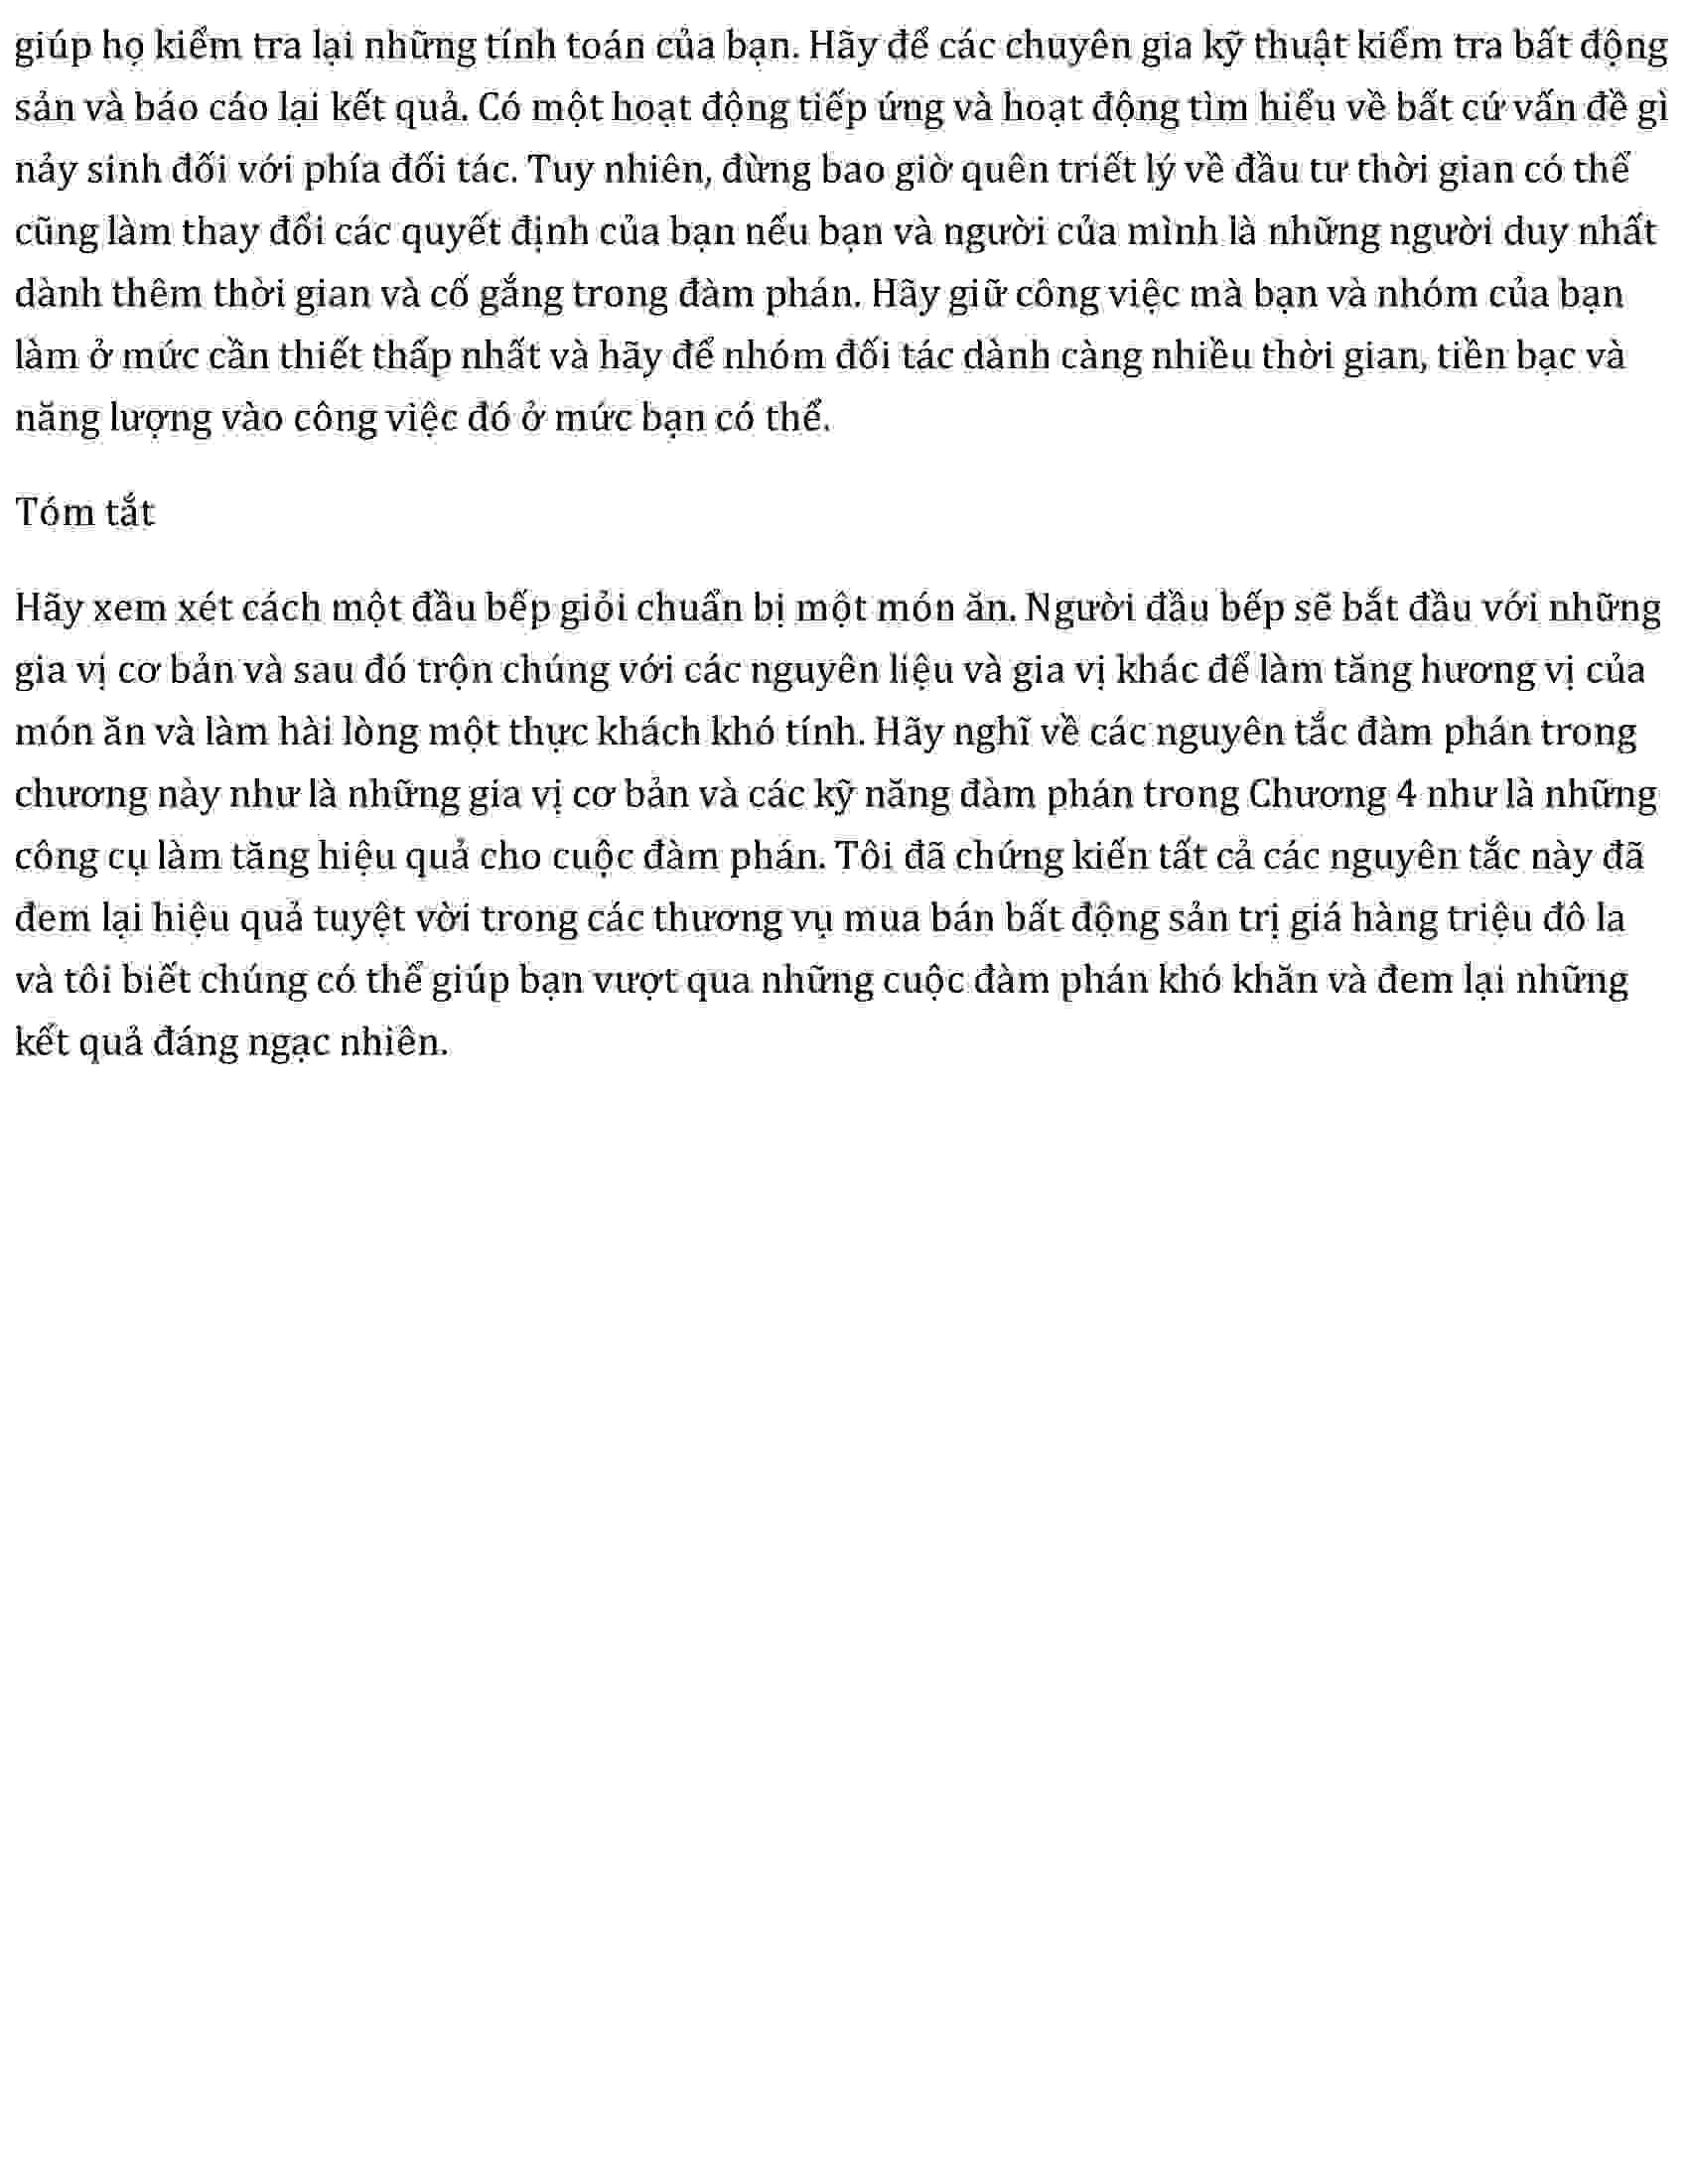 giúp họ kiểm tra lại những tính toán của bạn. Hãy để các chuyên gia kỹ thuật kiểm tra bất động
sản và báo cáo lại kết quả. Có một hoạt động tiếp ứng và hoạt động tìm hiểu về bất cứ vấn đề gì
nảy sinh đối với phía đối tác. Tuy nhiên, đừng bao giờ quên triết lý về đầu tư thời gian có thể
cũng làm thay đổi các quyết định của bạn nếu bạn và người của mình là những người duy nhất
dành thêm thời gian và cố gắng trong đàm phán. Hãy giữ công việc mà bạn và nhóm của bạn
làm ở mức cần thiết thấp nhất và hãy để nhóm đối tác dành càng nhiều thời gian, tiền bạc và
năng lượng vào công việc đó ở mức bạn có thể.
Tóm tắt
Hãy xem xét cách một đầu bếp giỏi chuẩn bị một món ăn. Người đầu bếp sẽ bắt đầu với những
gia vị cơ bản và sau đó trộn chúng với các nguyên liệu và gia vị khác để làm tăng hương vị của
món ăn và làm hài lòng một thực khách khó tính. Hãy nghĩ về các nguyên tắc đàm phán trong
chương này như là những gia vị cơ bản và các kỹ năng đàm phán trong Chương 4 như là những
công cụ làm tăng hiệu quả cho cuộc đàm phán. Tôi đã chứng kiến tất cả các nguyên tắc này đã
đem lại hiệu quả tuyệt vời trong các thương vụ mua bán bất động sản trị giá hàng triệu đô la
và tôi biết chúng có thể giúp bạn vượt qua những cuộc đàm phán khó khăn và đem lại những
kết quả đáng ngạc nhiên.